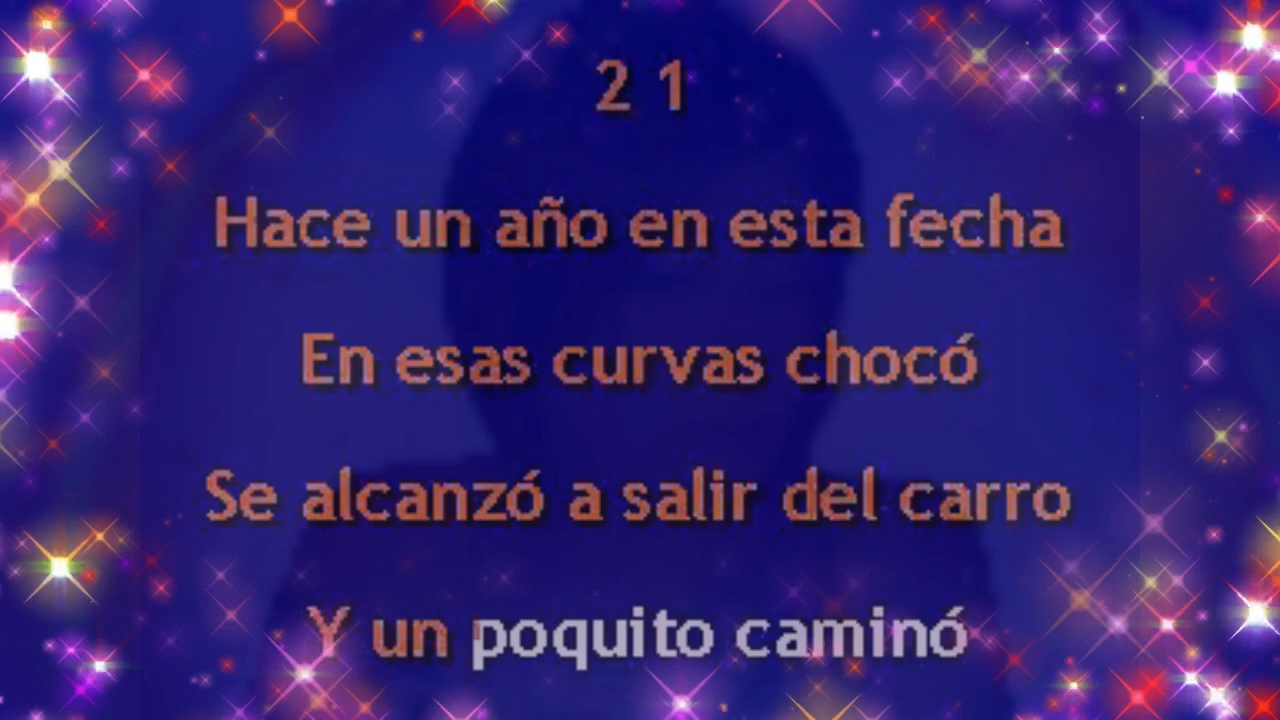 2 1
Hace un año en esta fecha
En esas curvas chocó
Se alcanzó a salir del carro
Y un poquito caminó